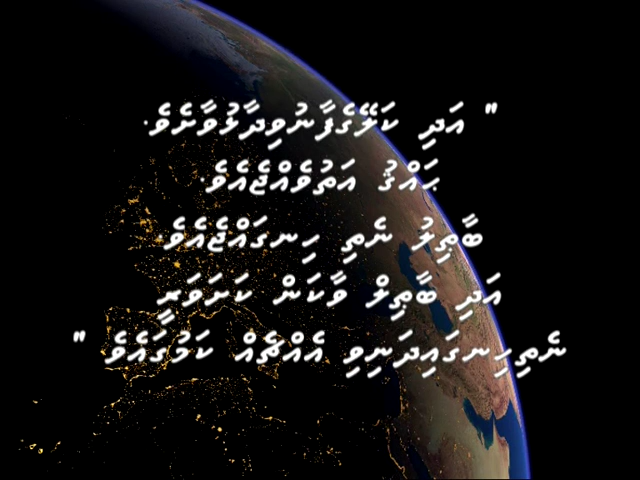 " އަދި ކަލޭގެފާނުވިދާޅުވާށެވެ.
ޙައްޤު އަތުވެއްޖެއެވެ.
ބާޠިލު ނެތި ހިނގައްޖެއެވެ.
އަދި ބާޠިލް ވާކަން ކަށަވަރީ
ނެތިހިނގައިދަނިވި އެއްޗެއް ކަމުގައެވެ "